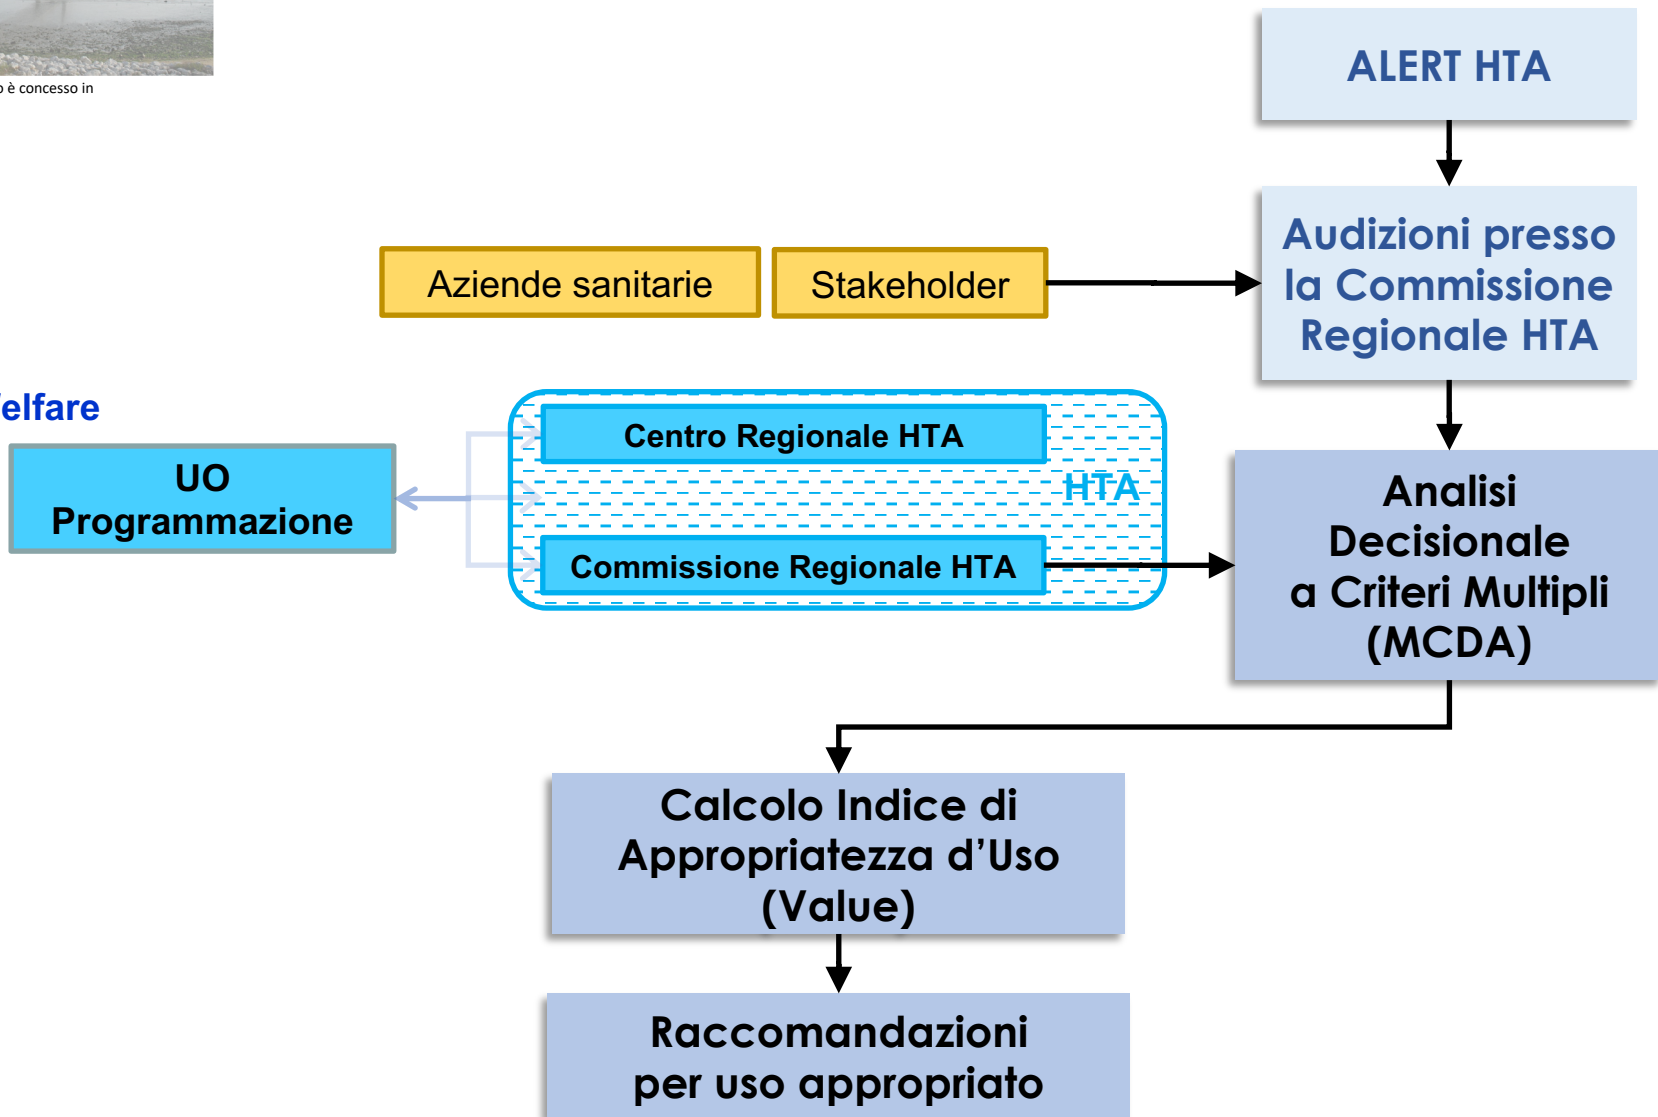 è concesso in
ALERT HTA
Audizioni presso
la Commissione
Regionale HTA
Aziende sanitarie
Stakeholder
elfare
UO
Programmazione
Centro Regionale HTA
HTA
Commissione Regionale HTA
Analisi
Decisionale
a Criteri Multipli
(MCDA)
Calcolo Indice di
Appropriatezza d’Uso
(Value)
Raccomandazioni
per uso appropriato